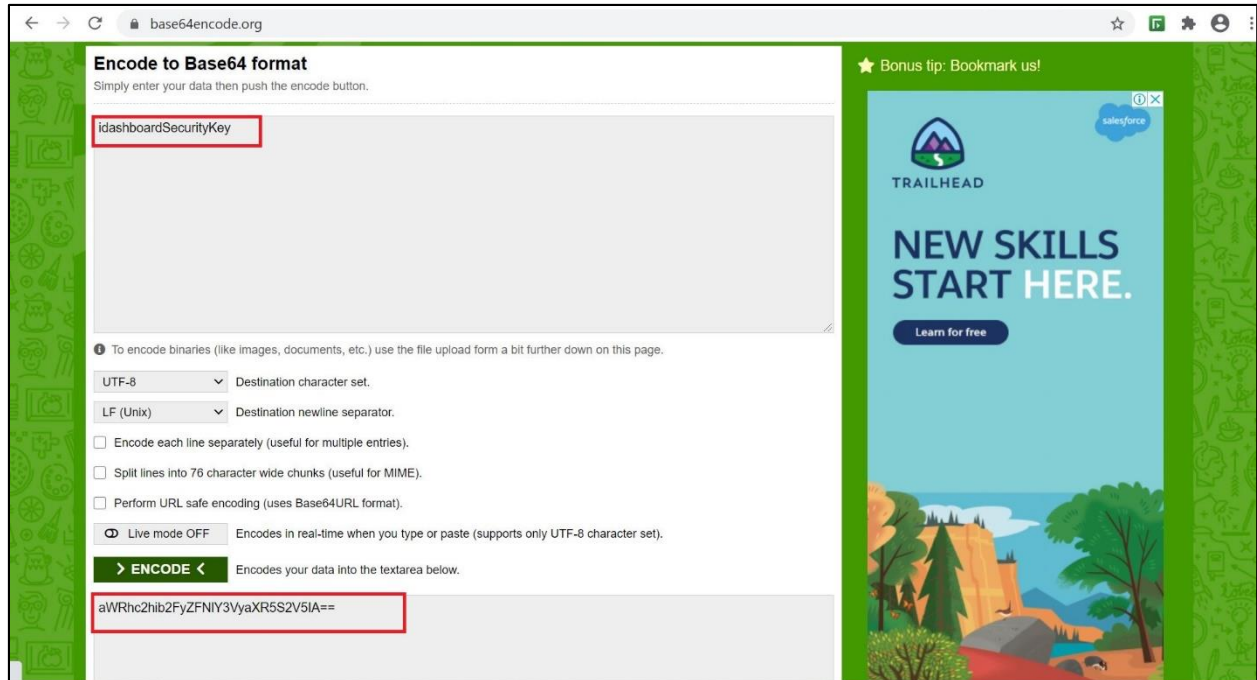 base64encode.org
Encode to Base64 format
Simply enter your data then push the encode button.
idashboardSecurityKey
To encode binaries (like images, documents, etc.) use the file upload form a bit further down on this page.
UTF-8 Destination character set.
LF (Unix) Destination newline separator.
Encode each line separately (useful for multiple entries).
Split lines into 76 character wide chunks (useful for MIME).
Perform URL safe encoding (uses Base64URL format).
Live mode OFF Encodes in real-time when you type or paste (supports only UTF-8 character set).
> ENCODE < Encodes your data into the textarea below.
aWRhc2hib2FyZFNlY3VyaXR5S2V5IA==
Bonus tip: Bookmark us!
salesforce
TRAILHEAD
NEW SKILLS
START HERE.
Learn for free